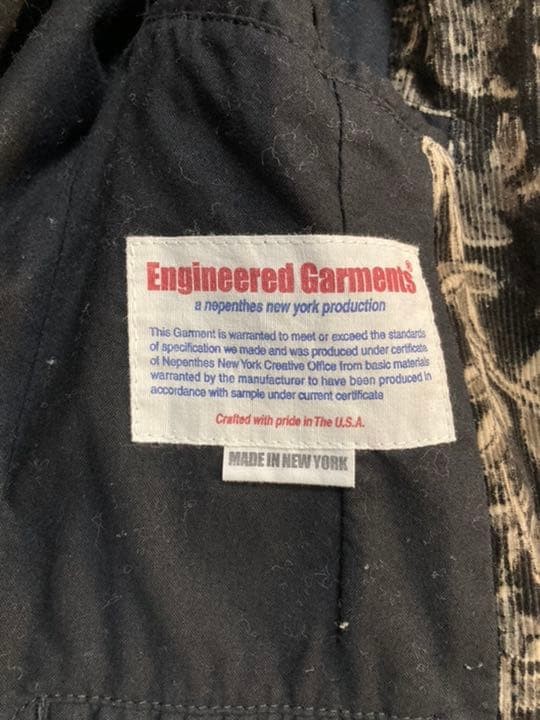 Engineered Garments®
a nepenthes new york production
This Garment is warranted to meet or exceed the standards
of specification we made and was produced under certificate
of Nepenthes New York Creative Office from basic materials
warranted by the manufacturer to have been produced in
accordance with sample under current certificate
Crafted with pride in The U.S.A.
MADE IN NEW YORK